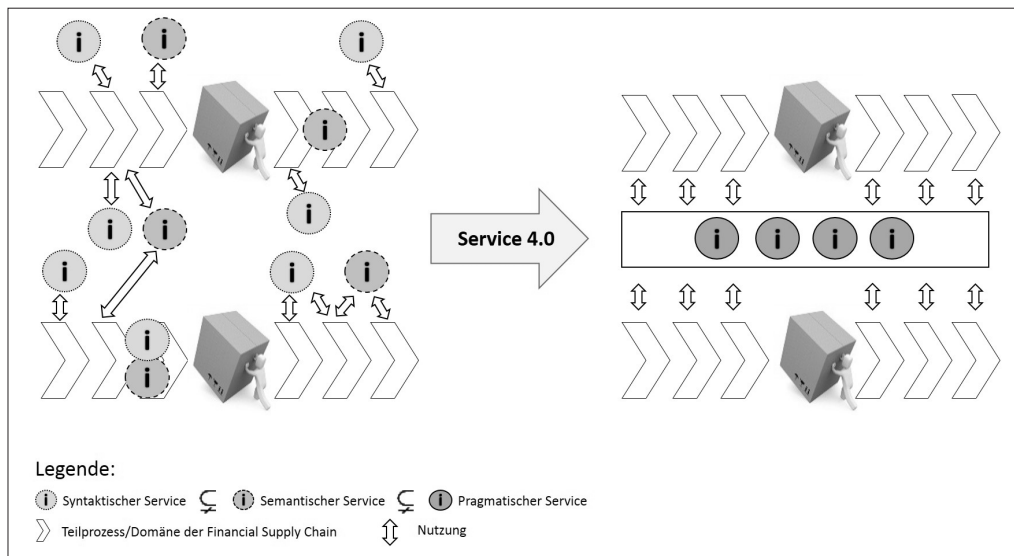 Service 4.0
Legende:
i Syntaktischer Service ⊊ i Semantischer Service ⊊ i Pragmatischer Service
Teilprozess/Domäne der Financial Supply Chain Nutzung